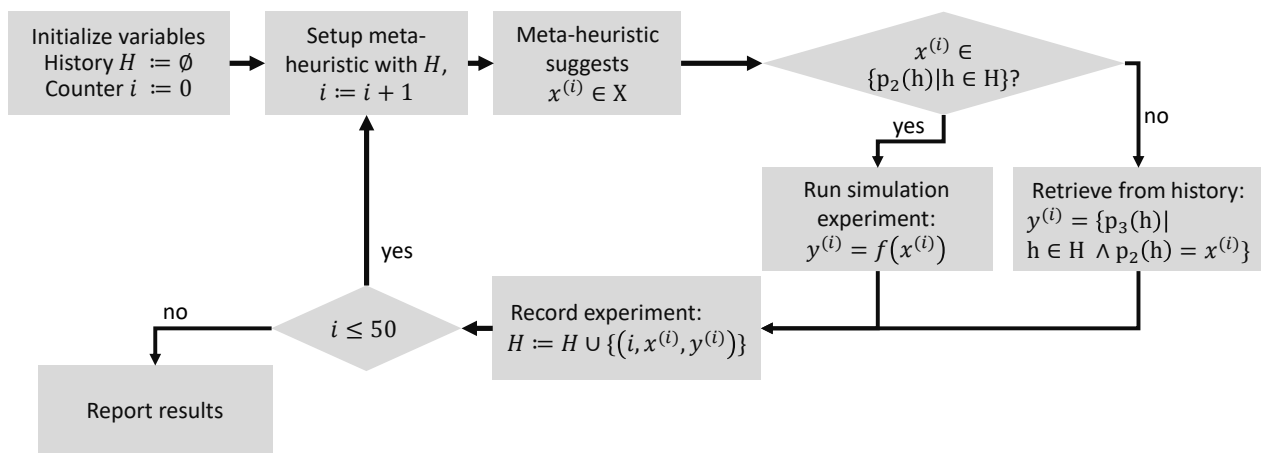 Initialize variables
History H := ∅
Counter i := 0
Setup meta-
heuristic with H,
i := i + 1
Meta-heuristic
suggests
x⁽ⁱ⁾ ∈ X
x⁽ⁱ⁾ ∈
{p₂(h)|h ∈ H}?
yes
no
Run simulation
experiment:
y⁽ⁱ⁾ = f(x⁽ⁱ⁾)
Retrieve from history:
y⁽ⁱ⁾ = {p₃(h)|
h ∈ H ∧ p₂(h) = x⁽ⁱ⁾}
Record experiment:
H := H ∪ {(i, x⁽ⁱ⁾, y⁽ⁱ⁾)}
i ≤ 50
yes
no
Report results